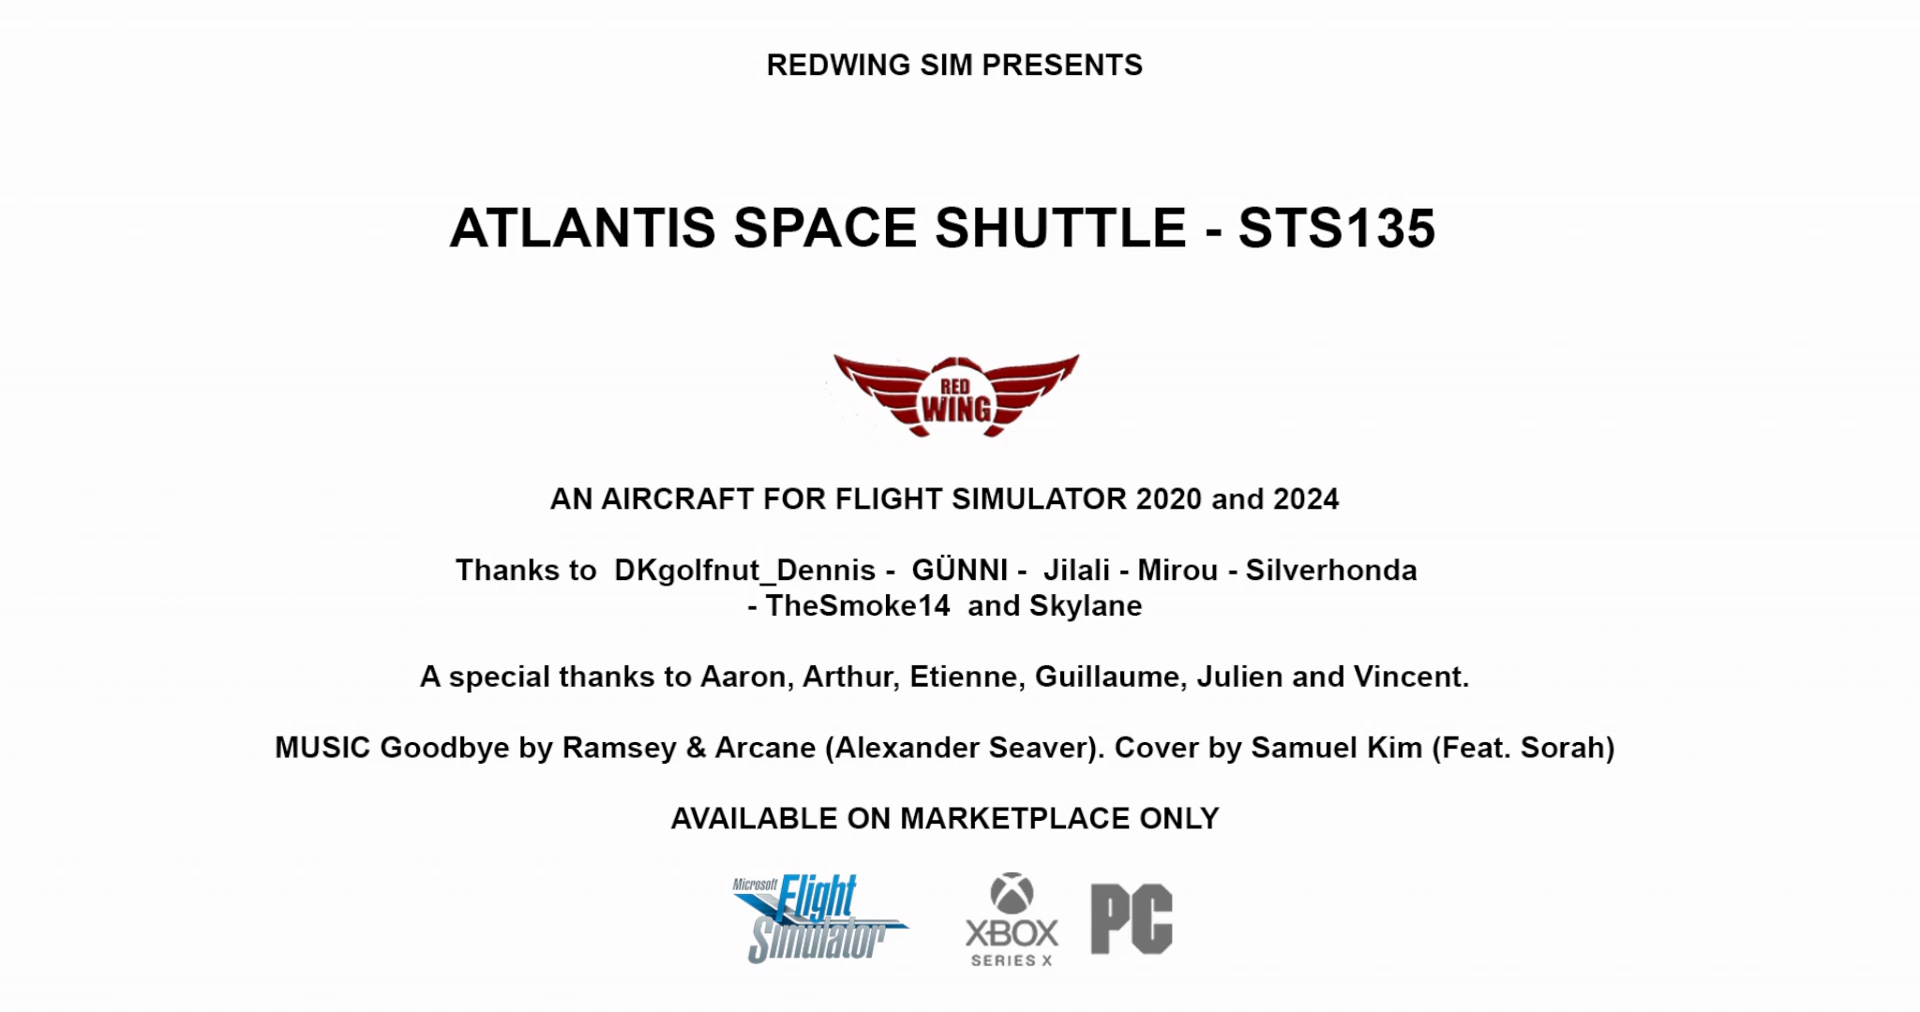 REDWING SIM PRESENTS
ATLANTIS SPACE SHUTTLE - STS135
RED
WING
AN AIRCRAFT FOR FLIGHT SIMULATOR 2020 and 2024
Thanks to  DKgolfnut_Dennis -  GÜNNI -  Jilali - Mirou - Silverhonda
- TheSmoke14  and Skylane
A special thanks to Aaron, Arthur, Etienne, Guillaume, Julien and Vincent.
MUSIC Goodbye by Ramsey & Arcane (Alexander Seaver). Cover by Samuel Kim (Feat. Sorah)
AVAILABLE ON MARKETPLACE ONLY
Microsoft Flight
Simulator
XBOX
SERIES X
PC